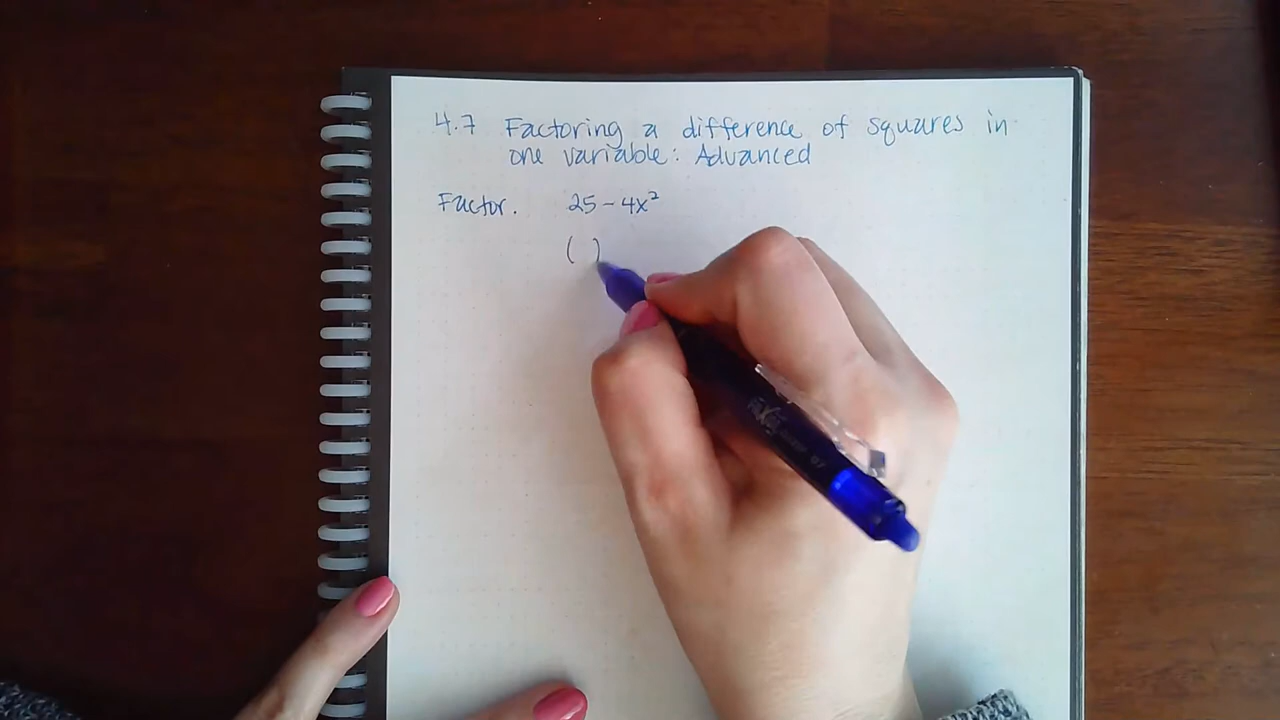 4.7 Factoring a difference of squares in
one variable: Advanced
Factor. 25 - 4x²
( )